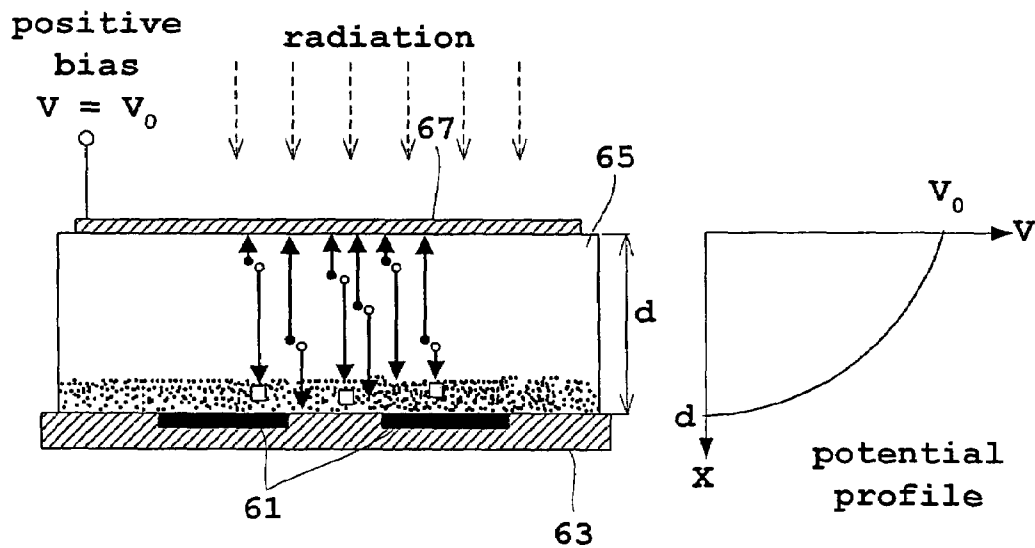 positive
bias
V = V₀
radiation
67
65
V₀
V
d
d
X
potential
profile
61
63